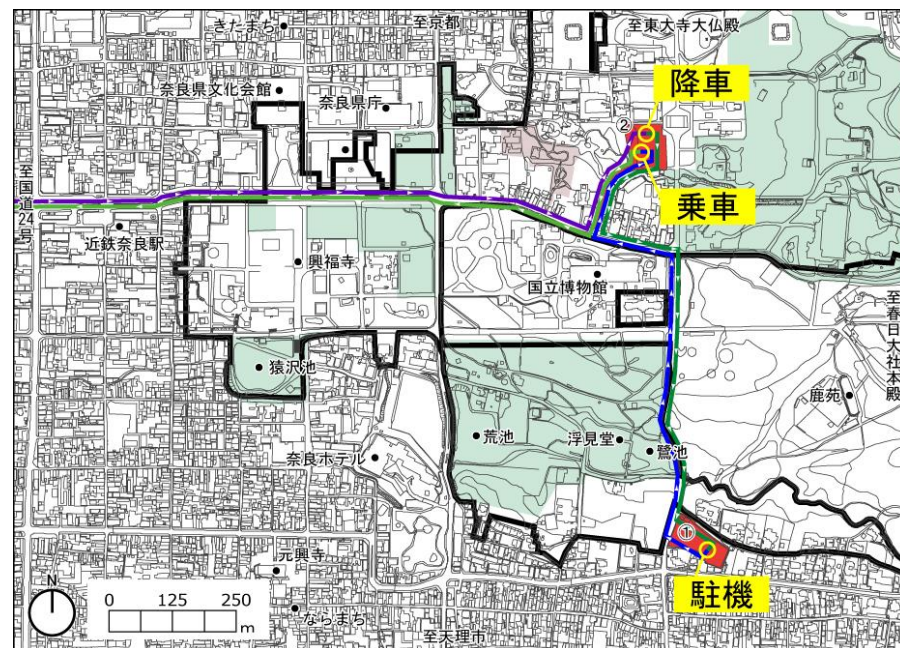 きたまち
至京都
至東大寺大仏殿
奈良県文化会館
奈良県庁
降車
②
乗車
至国道24号
近鉄奈良駅
興福寺
国立博物館
至春日大社本殿
猿沢池
鹿苑
荒池
浮見堂
鷺池
奈良ホテル
①
元興寺
駐機
N
0 125 250
m
ならまち
至天理市